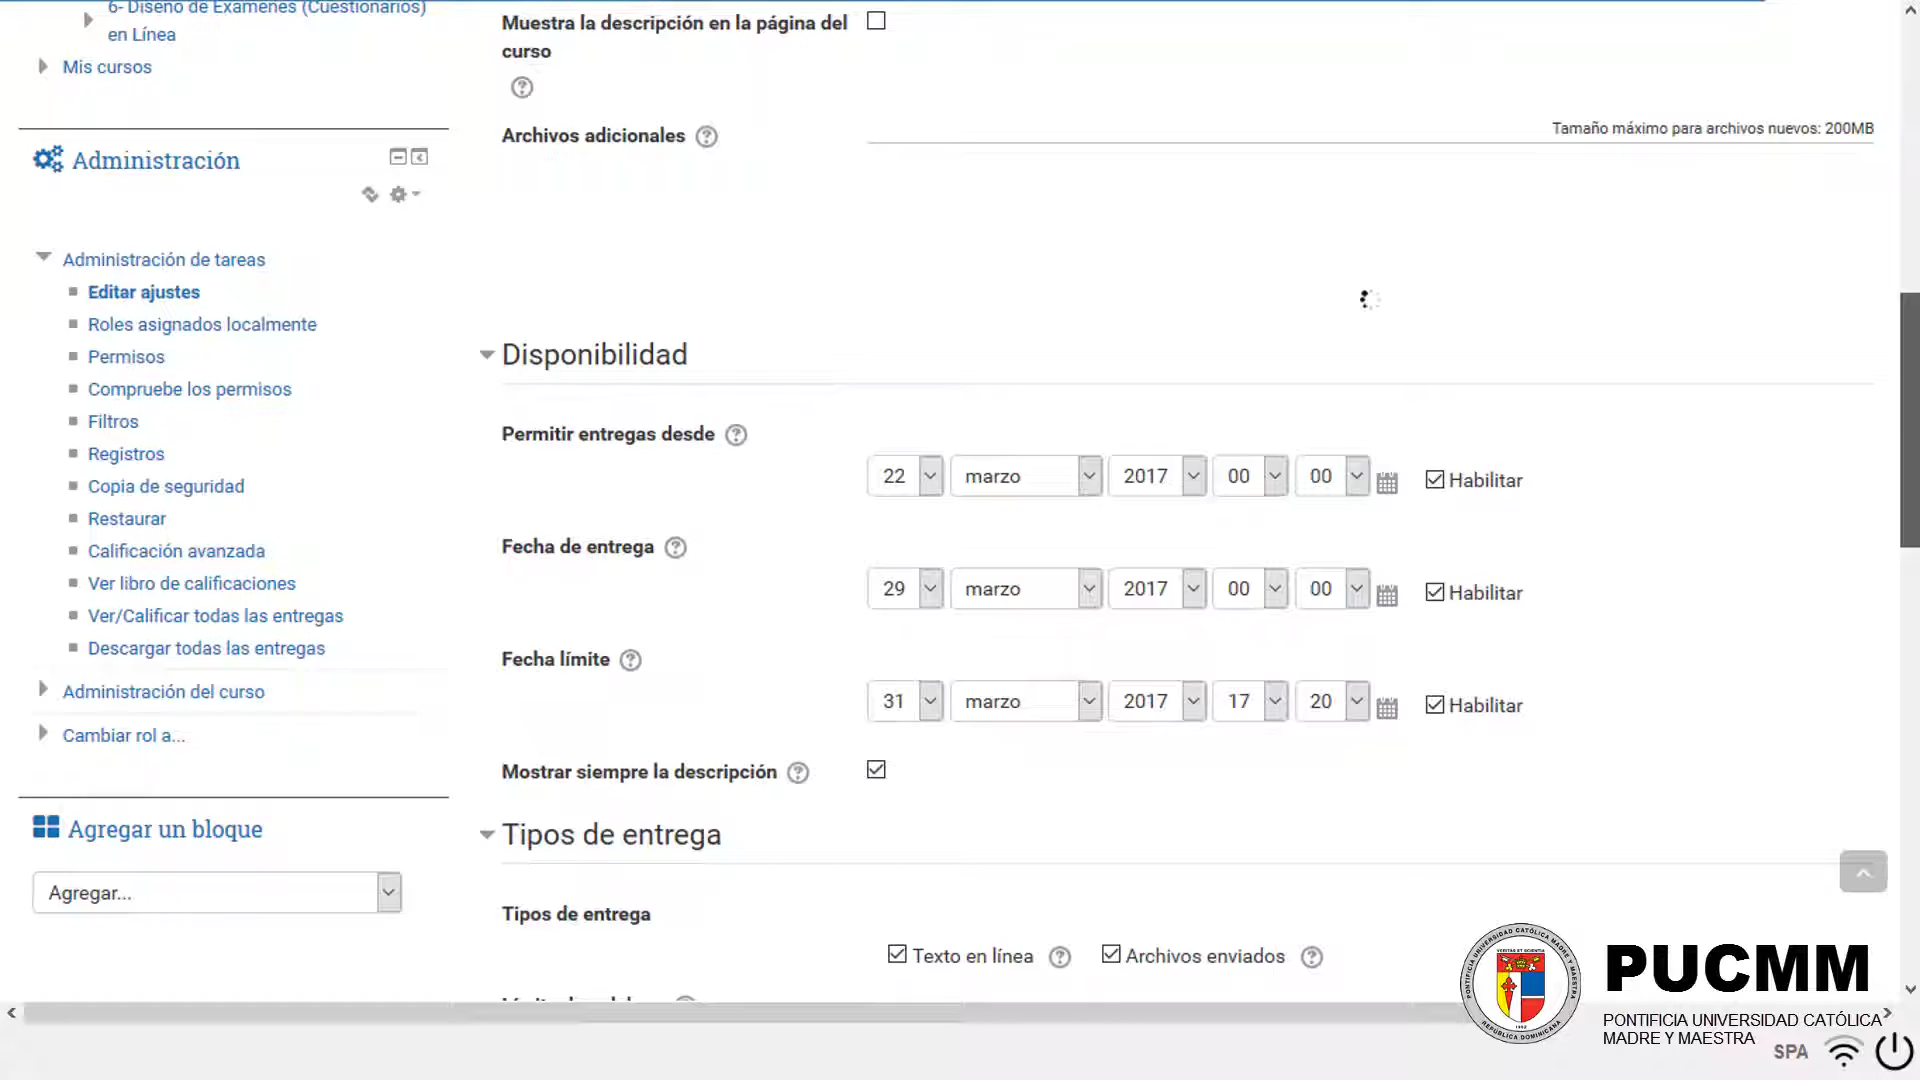 6- Diseño de Exámenes (Cuestionarios)
en Línea
Mis cursos
Administración
Administración de tareas
Editar ajustes
Roles asignados localmente
Permisos
Compruebe los permisos
Filtros
Registros
Copia de seguridad
Restaurar
Calificación avanzada
Ver libro de calificaciones
Ver/Calificar todas las entregas
Descargar todas las entregas
Administración del curso
Cambiar rol a...
Agregar un bloque
Agregar...
Muestra la descripción en la página del
curso
Archivos adicionales
Tamaño máximo para archivos nuevos: 200MB
Disponibilidad
Permitir entregas desde
22 marzo 2017 00 00 Habilitar
Fecha de entrega
29 marzo 2017 00 00 Habilitar
Fecha límite
31 marzo 2017 17 20 Habilitar
Mostrar siempre la descripción
Tipos de entrega
Tipos de entrega
Texto en línea Archivos enviados
PUCMM
PONTIFICIA UNIVERSIDAD CATÓLICA
MADRE Y MAESTRA
SPA